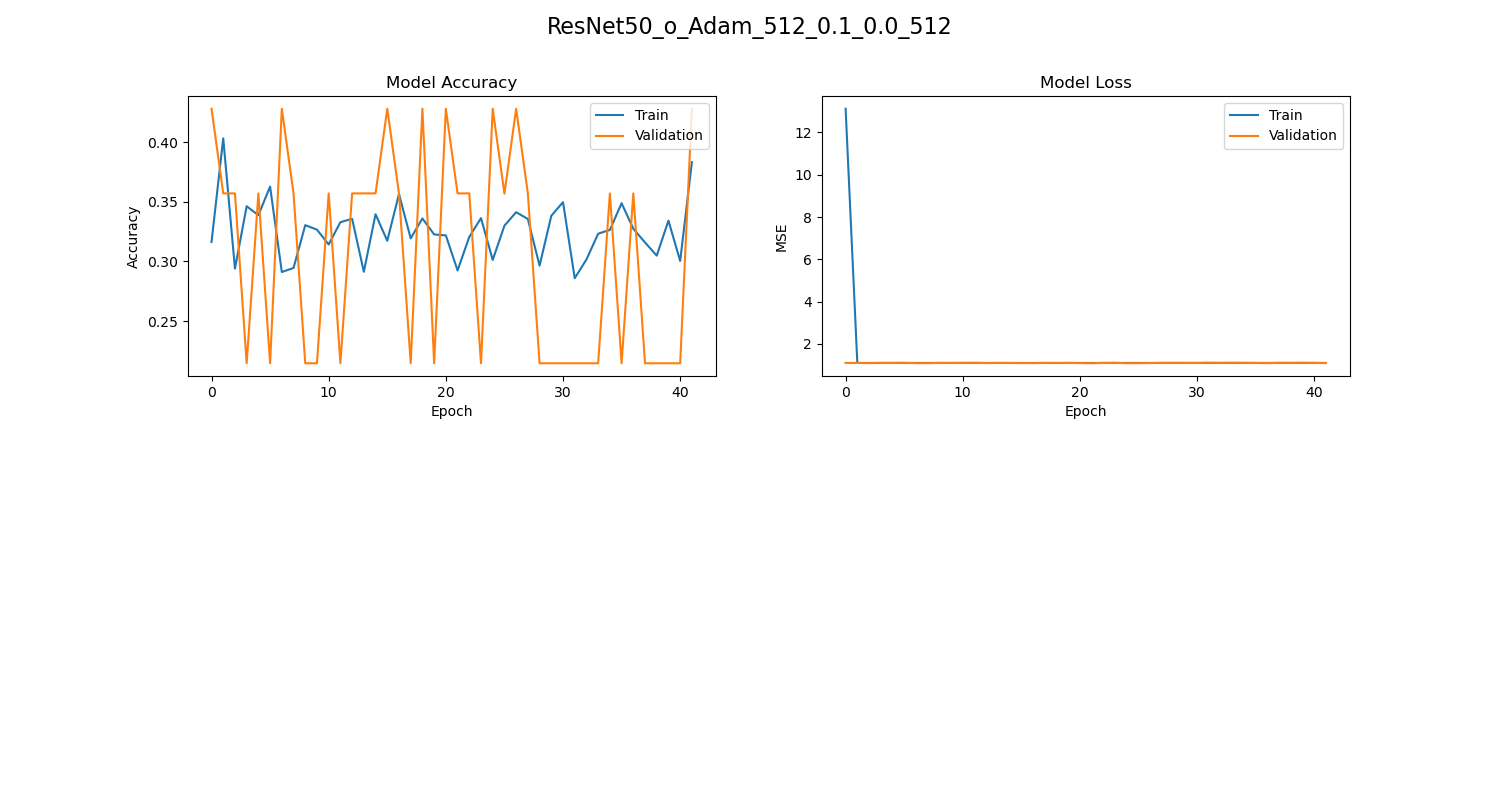 ResNet50_o_Adam_512_0.1_0.0_512
Model Accuracy
Train
Validation
0.40
0.35
0.30
0.25
Accuracy
0 10 20 30 40
Epoch
Model Loss
Train
Validation
12
10
8
6
4
2
MSE
0 10 20 30 40
Epoch